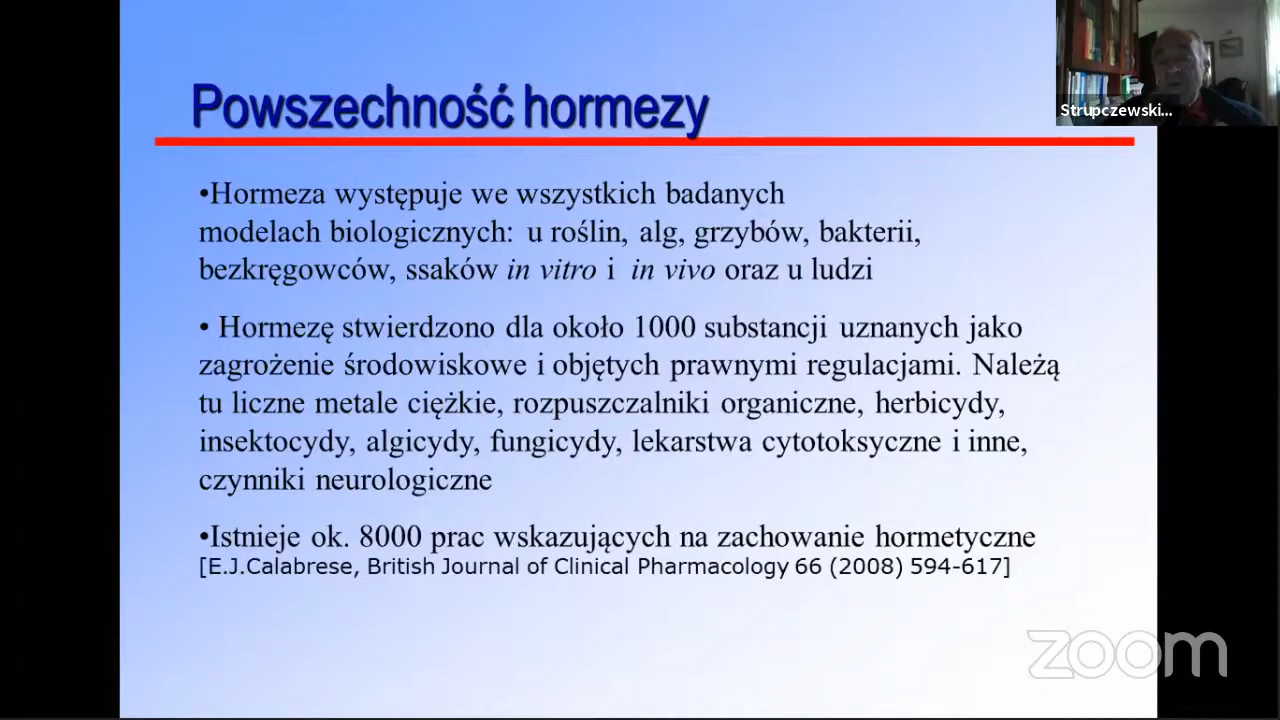 Powszechność hormezy
Strupczewski...
•Hormeza występuje we wszystkich badanych
modelach biologicznych: u roślin, alg, grzybów, bakterii,
bezkręgowców, ssaków in vitro i in vivo oraz u ludzi
• Hormezę stwierdzono dla około 1000 substancji uznanych jako
zagrożenie środowiskowe i objętych prawnymi regulacjami. Należą
tu liczne metale ciężkie, rozpuszczalniki organiczne, herbicydy,
insektocydy, algicydy, fungicydy, lekarstwa cytotoksyczne i inne,
czynniki neurologiczne
•Istnieje ok. 8000 prac wskazujących na zachowanie hormetyczne
[E.J.Calabrese, British Journal of Clinical Pharmacology 66 (2008) 594-617]
zoom